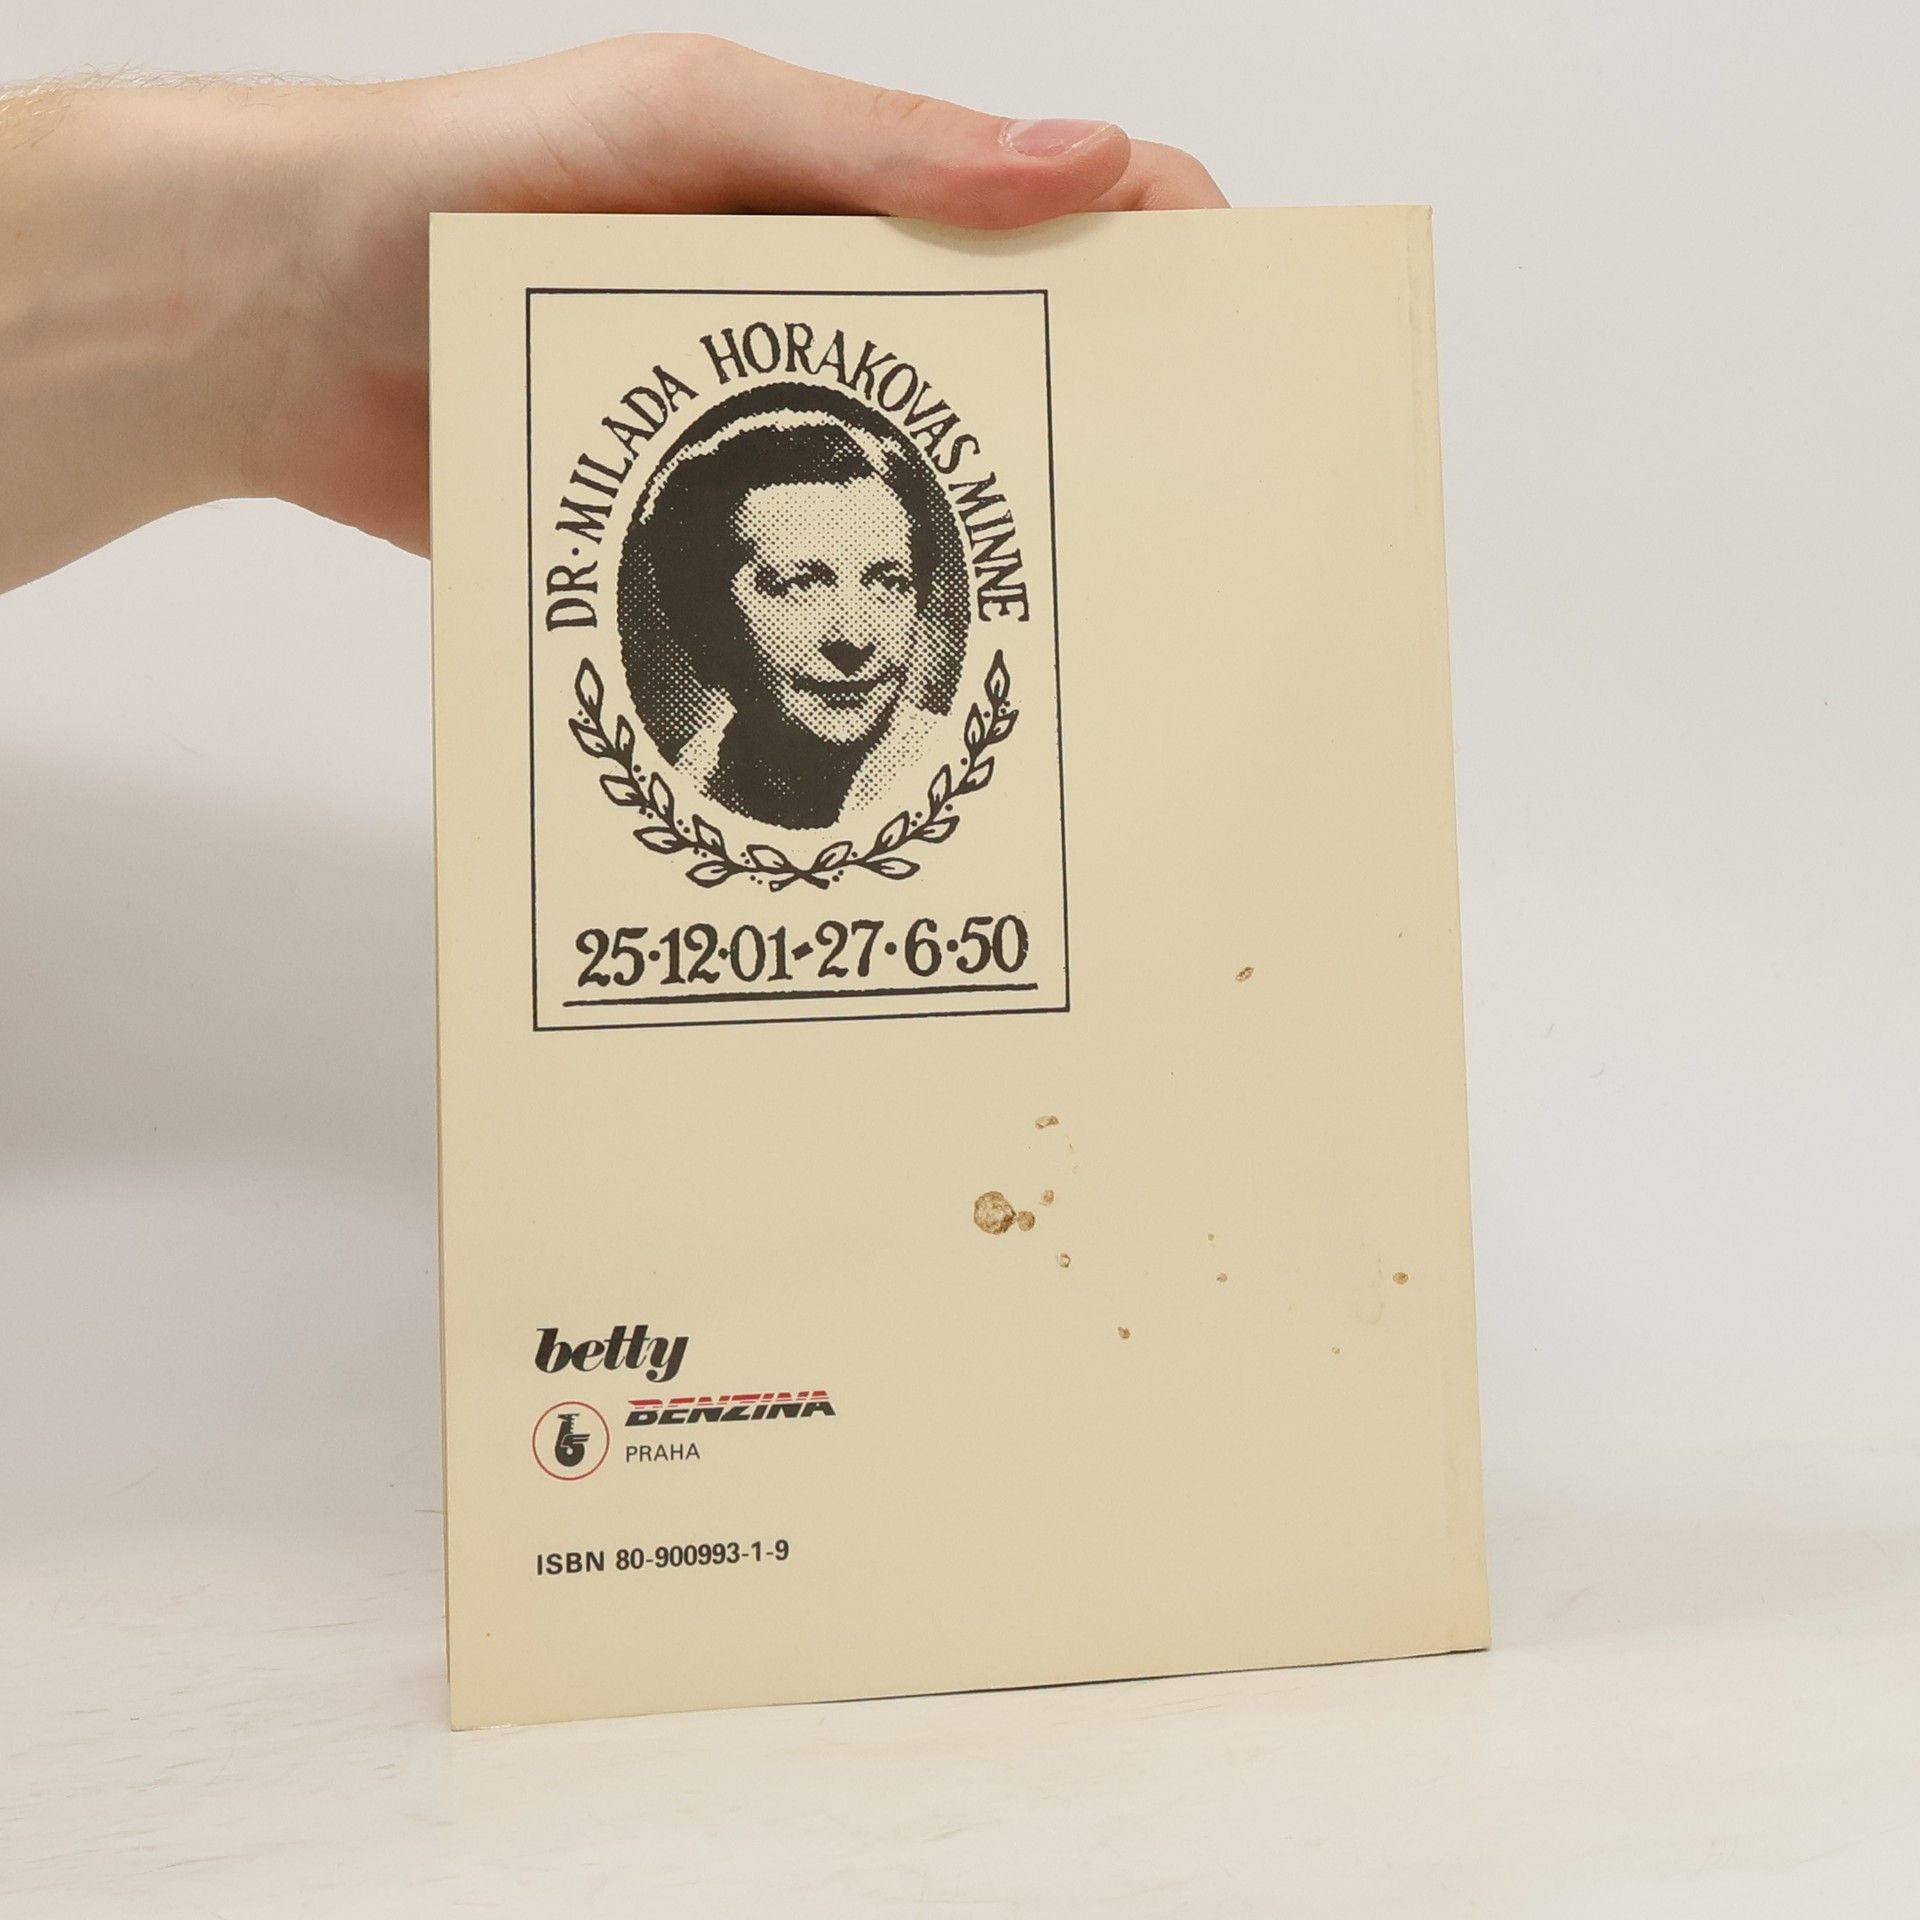 DR·MILADA HORAKOVAS MINNE
25·12·01-27·6·50
betty
BENZINA
PRAHA
ISBN 80-900993-1-9